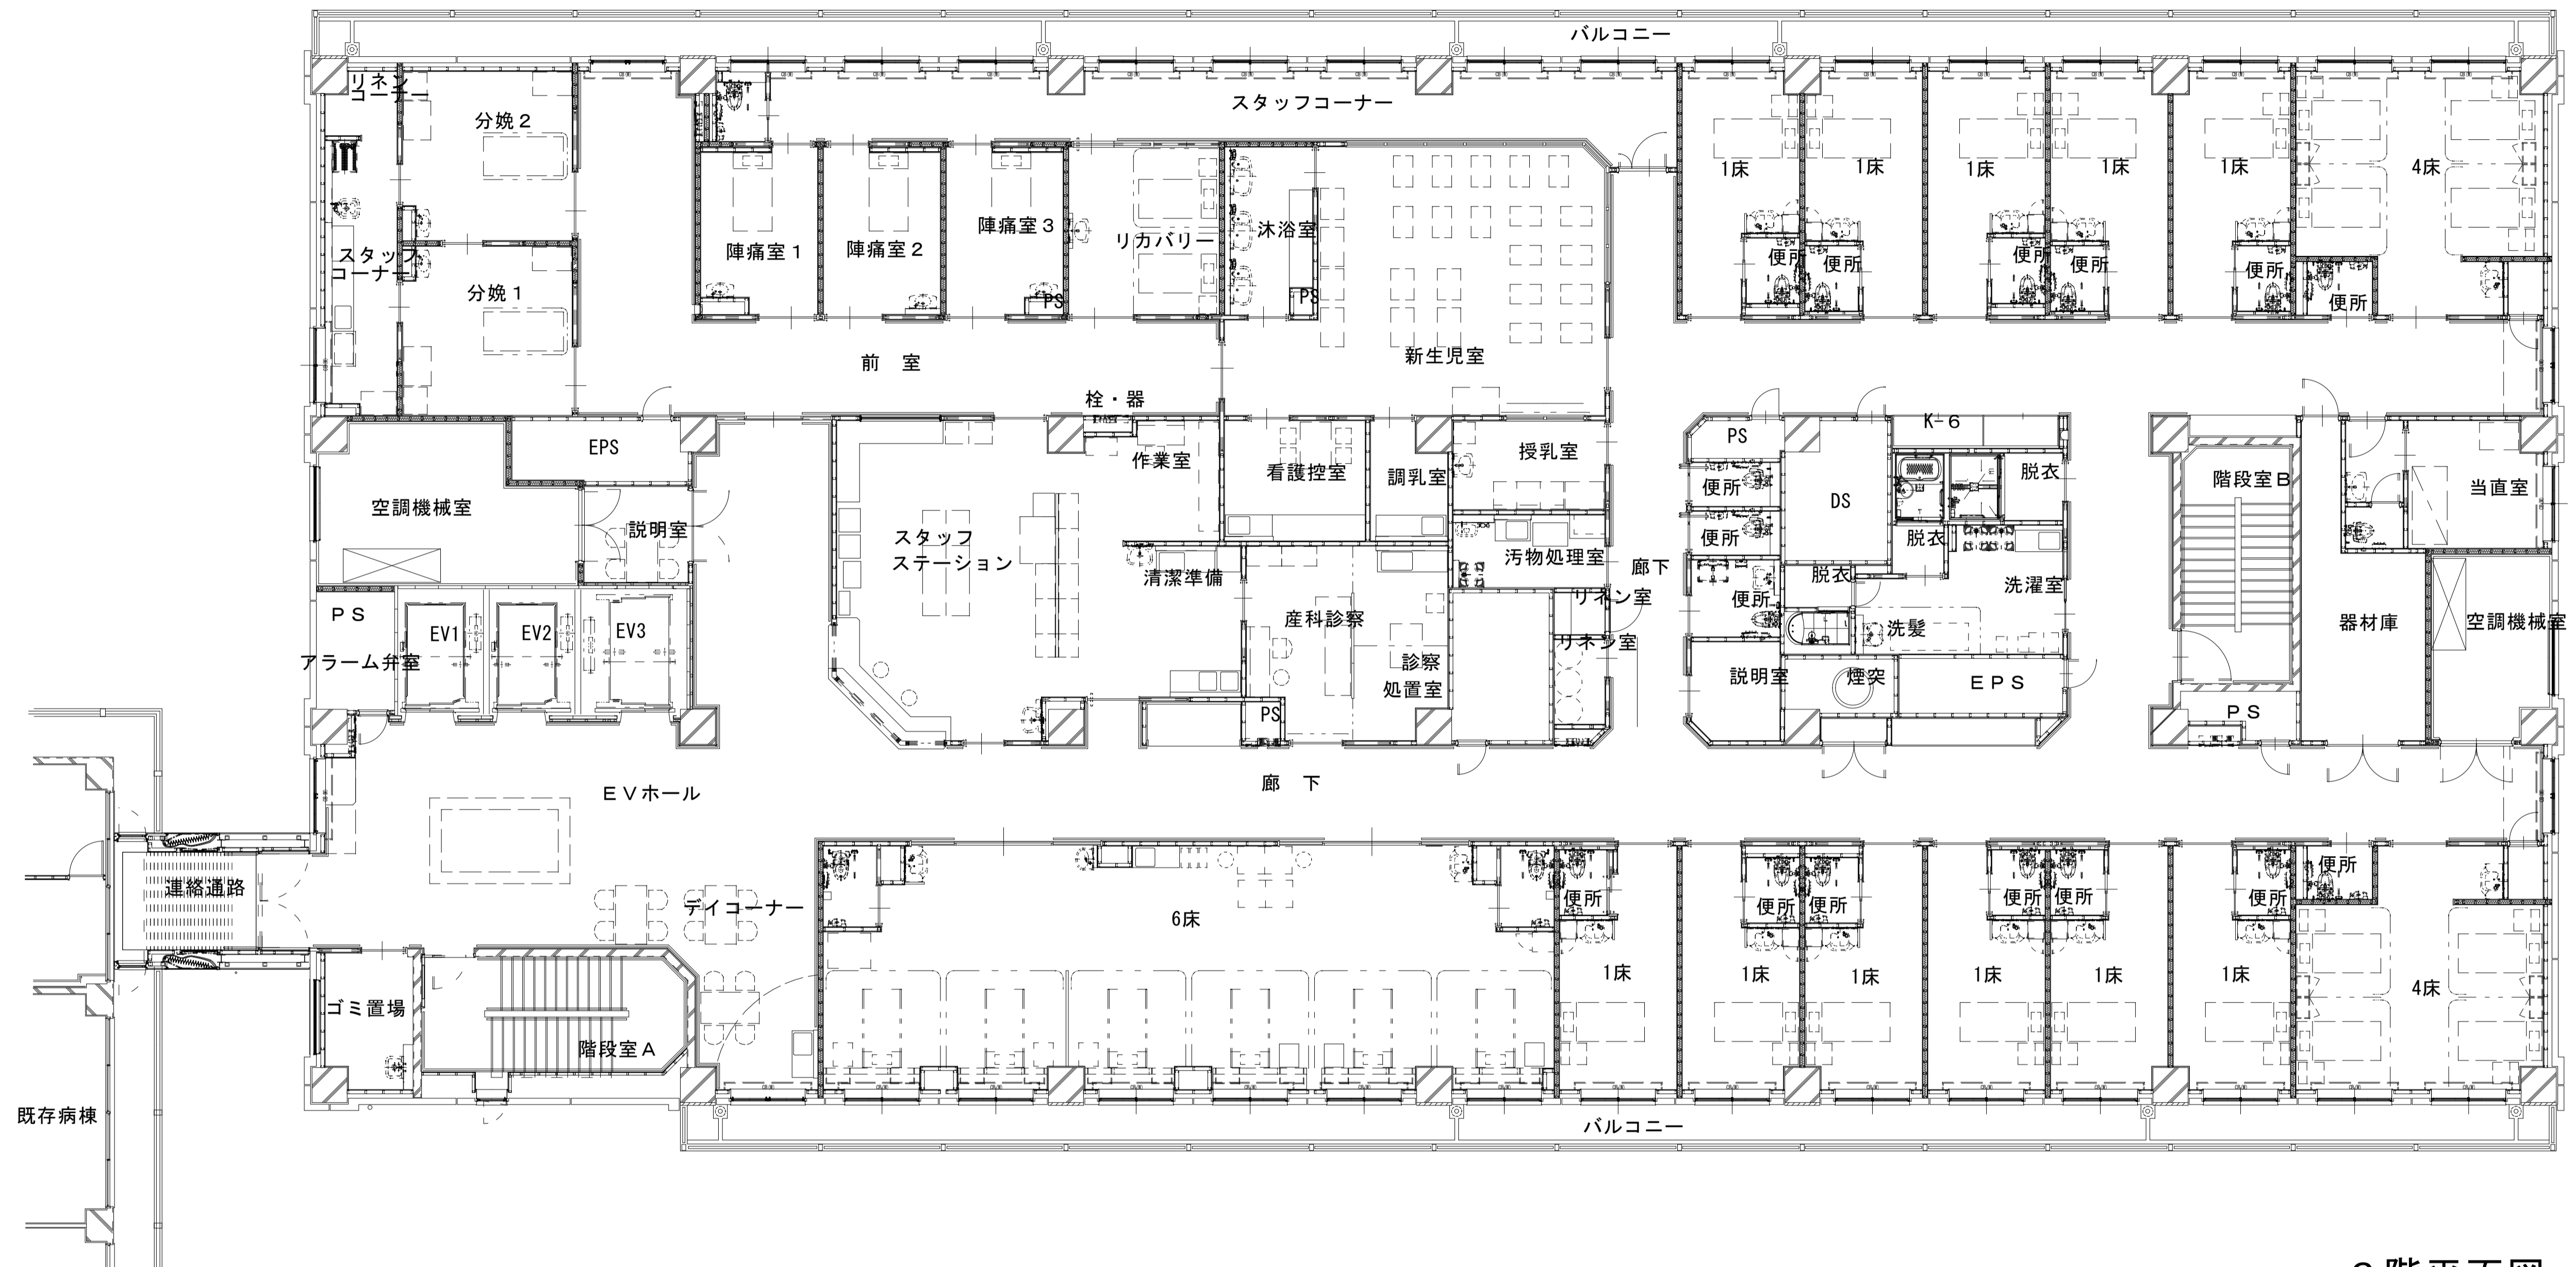 バルコニー
リネン
コーナー
分娩２
スタッフコーナー
1床
1床
1床
1床
1床
4床
陣痛室１
陣痛室２
陣痛室３
リカバリー
沐浴室
スタッフ
コーナー
分娩１
PS
PS
便所
便所
便所
便所
便所
便所
前　室
新生児室
栓・器
EPS
作業室
看護控室
調乳室
授乳室
PS
K-6
脱衣
階段室Ｂ
当直室
空調機械室
説明室
スタッフ
ステーション
便所
便所
DS
脱衣
清潔準備
汚物処理室
廊下
脱衣
洗濯室
ＰＳ
EV1
EV2
EV3
産科診察
リネン室
便所
洗髪
器材庫
空調機械室
アラーム弁室
診察
処置室
リネン室
説明室
煙突
ＥＰＳ
PS
ＰＳ
ＥＶホール
廊　下
連絡通路
デイコーナー
6床
便所
便所
便所
便所
便所
便所
便所
1床
1床
1床
1床
1床
1床
4床
ゴミ置場
階段室Ａ
既存病棟
バルコニー